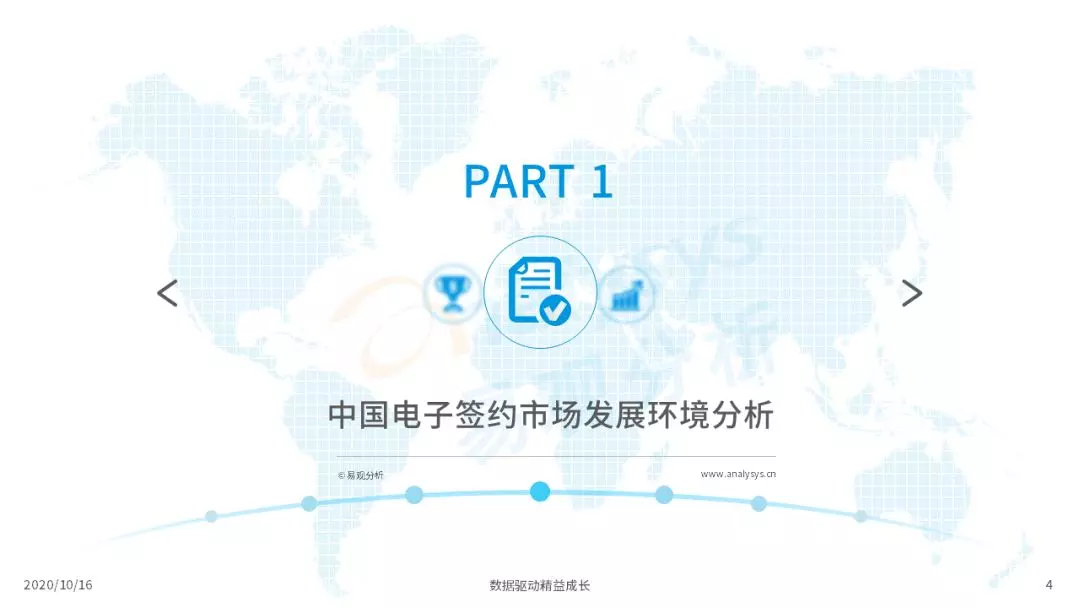 PART 1
中国电子签约市场发展环境分析
© 易观分析
www.analysys.cn
2020/10/16
数据驱动精益成长
4